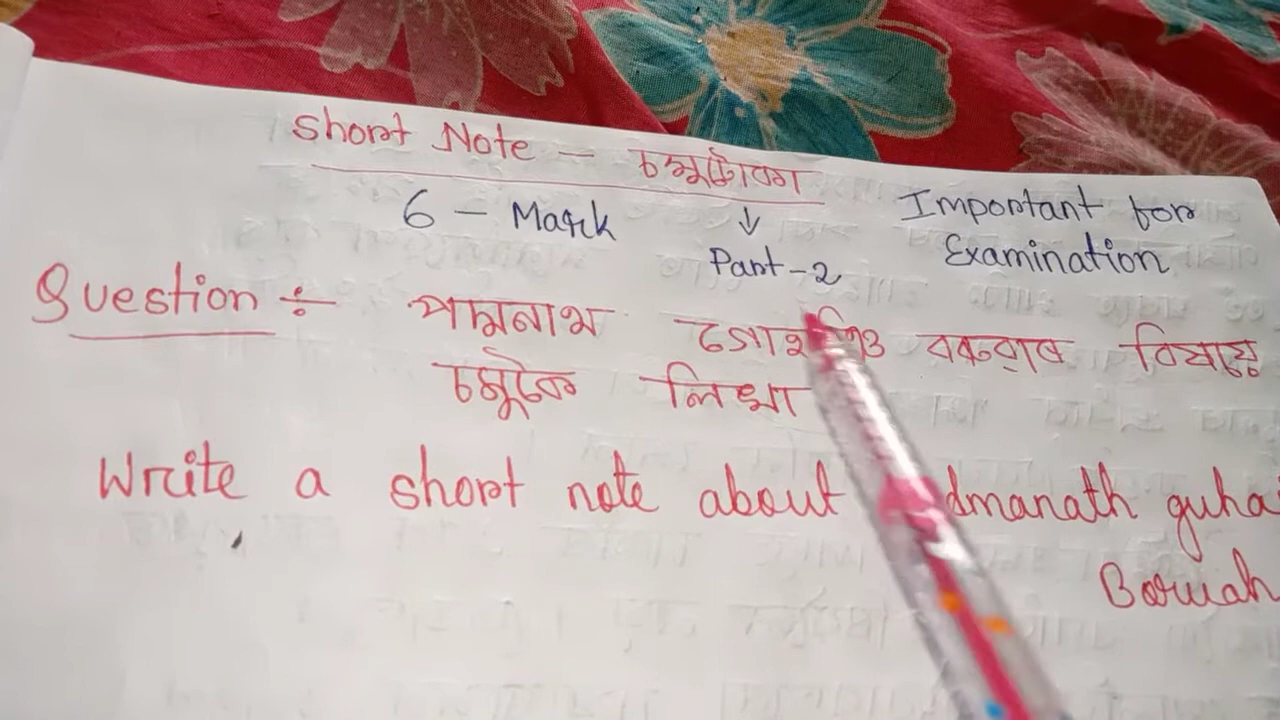 Short Note - চমুটোকা
6 - Mark ↓ Important for
Part-2 Examination
Question ÷ পদ্মনাথ বৰুৱাৰ বিষয়ে
চমুকৈ লিখা
Write a short note about guha
Boruah